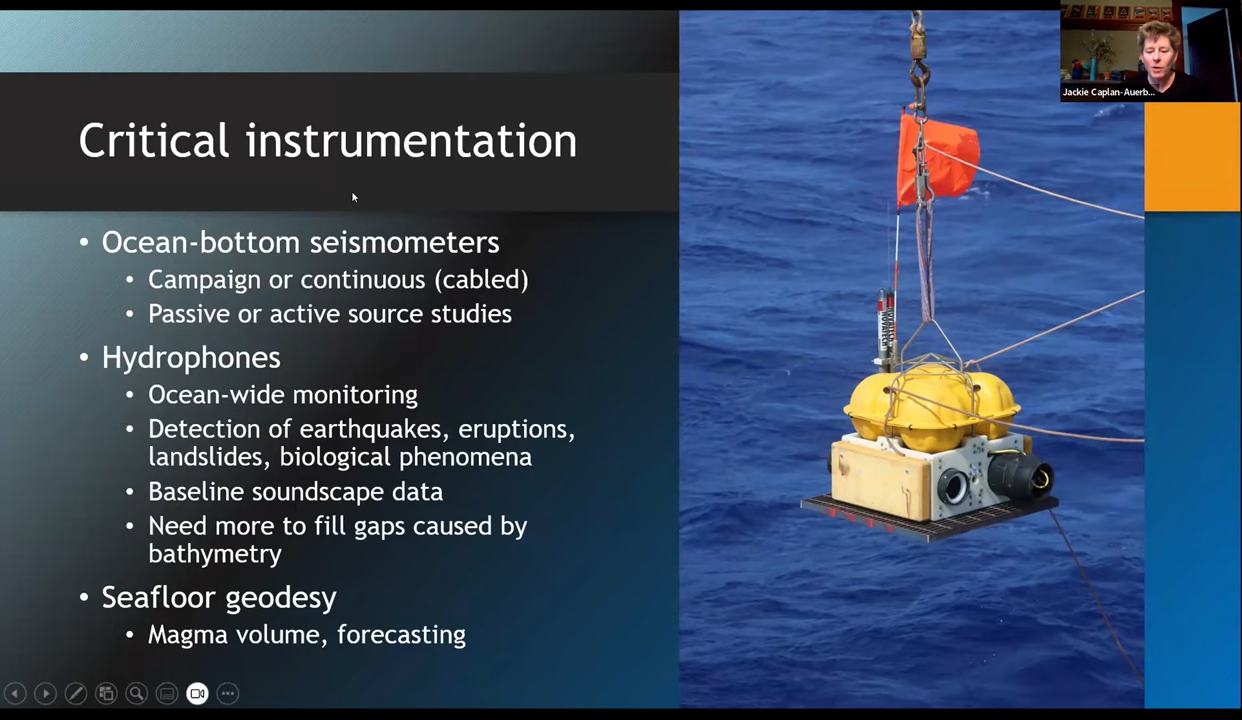 Jackie Caplan-Auerb...
Critical instrumentation
• Ocean-bottom seismometers
• Campaign or continuous (cabled)
• Passive or active source studies
• Hydrophones
• Ocean-wide monitoring
• Detection of earthquakes, eruptions,
landslides, biological phenomena
• Baseline soundscape data
• Need more to fill gaps caused by
bathymetry
• Seafloor geodesy
• Magma volume, forecasting